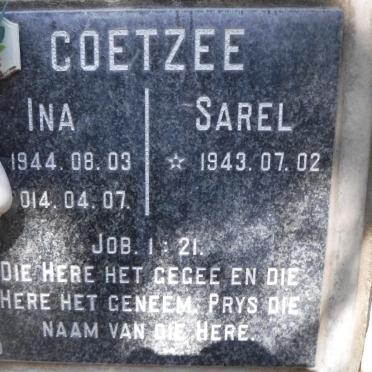 COETZEE
INA SAREL
1944.08.03 ☆ 1943.07.02
014.04.07.
JOB. 1:21.
DIE HERE HET GEGEE EN DIE
HERE HET GENEEM. PRYS DIE
NAAM VAN DIE HERE.